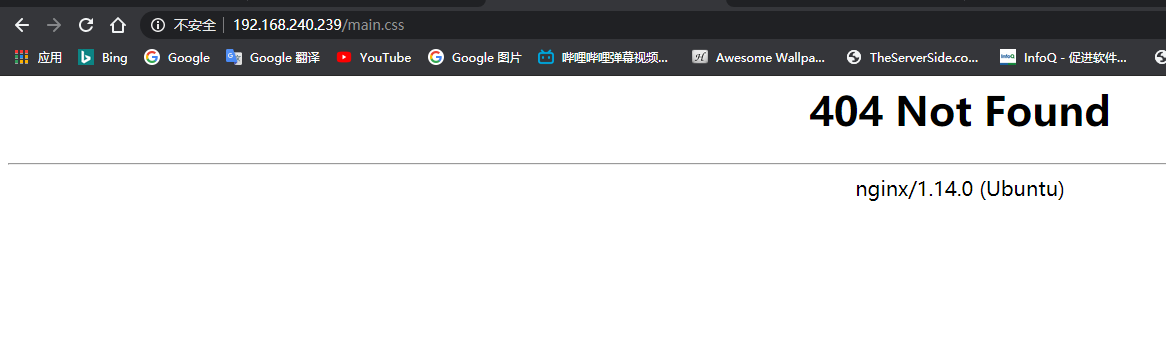 不安全 192.168.240.239/main.css
应用 Bing Google Google 翻译 YouTube Google 图片 哔哩哔哩弹幕视频... Awesome Wallpa... TheServerSide.co... InfoQ - 促进软件...
404 Not Found
nginx/1.14.0 (Ubuntu)